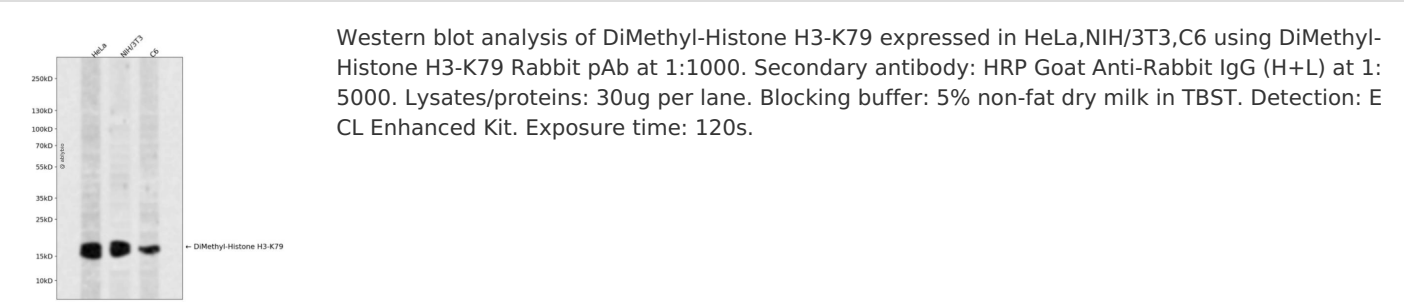 HeLa NIH/3T3 C6
Western blot analysis of DiMethyl-Histone H3-K79 expressed in HeLa,NIH/3T3,C6 using DiMethyl-
Histone H3-K79 Rabbit pAb at 1:1000. Secondary antibody: HRP Goat Anti-Rabbit IgG (H+L) at 1:
5000. Lysates/proteins: 30ug per lane. Blocking buffer: 5% non-fat dry milk in TBST. Detection: E
CL Enhanced Kit. Exposure time: 120s.
250kD
130kD
100kD
70kD
55kD
35kD
25kD
← DiMethyl-Histone H3-K79
15kD
10kD